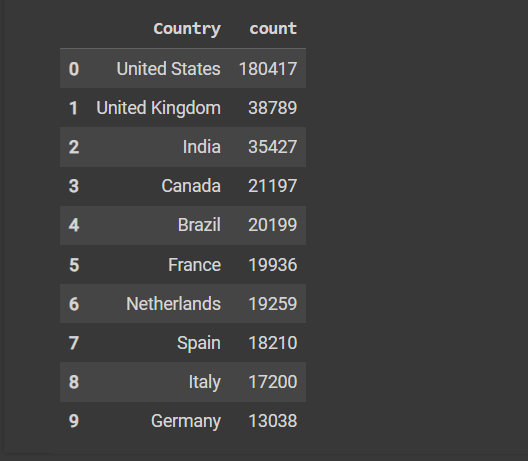 Country count
0 United States 180417
1 United Kingdom 38789
2 India 35427
3 Canada 21197
4 Brazil 20199
5 France 19936
6 Netherlands 19259
7 Spain 18210
8 Italy 17200
9 Germany 13038